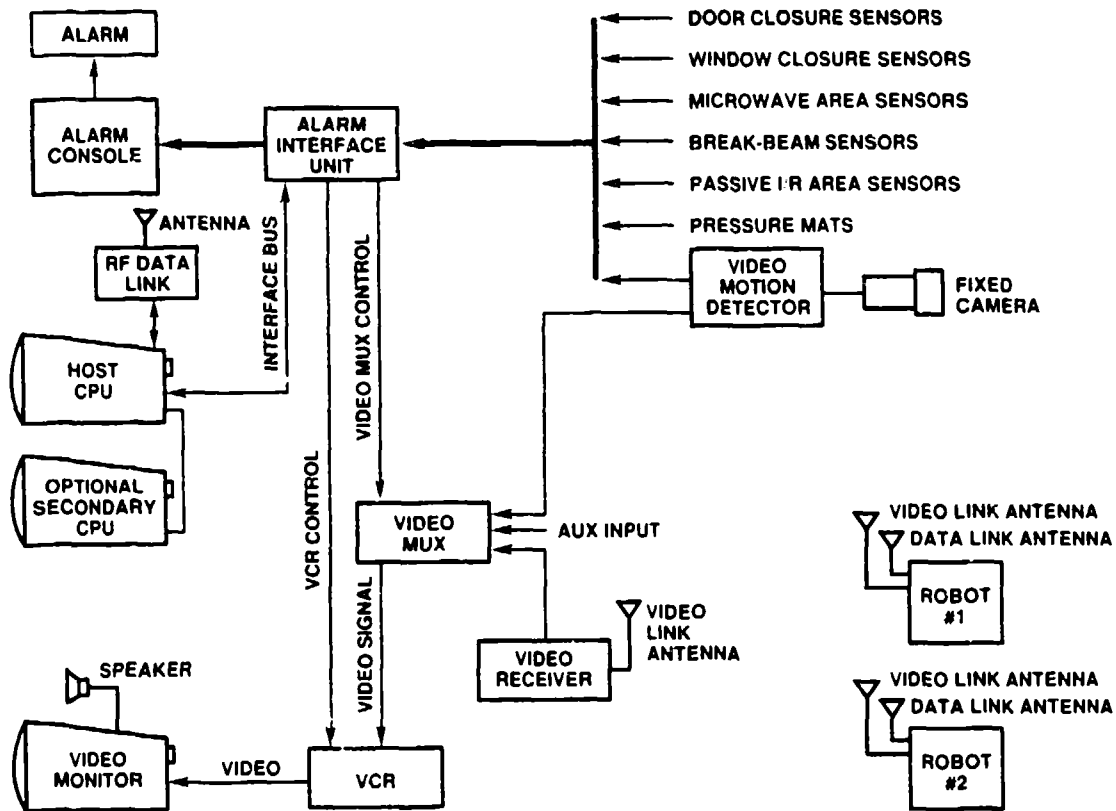 ALARM
ALARM
CONSOLE
ALARM
INTERFACE
UNIT
DOOR CLOSURE SENSORS
WINDOW CLOSURE SENSORS
MICROWAVE AREA SENSORS
BREAK-BEAM SENSORS
PASSIVE I/R AREA SENSORS
PRESSURE MATS
VIDEO
MOTION
DETECTOR
FIXED
CAMERA
ANTENNA
RF DATA
LINK
HOST
CPU
OPTIONAL
SECONDARY
CPU
INTERFACE BUS
VIDEO MUX CONTROL
VCR CONTROL
VIDEO
MUX
AUX INPUT
VIDEO SIGNAL
VIDEO
RECEIVER
VIDEO
LINK
ANTENNA
VIDEO LINK ANTENNA
DATA LINK ANTENNA
ROBOT
#1
VIDEO LINK ANTENNA
DATA LINK ANTENNA
ROBOT
#2
SPEAKER
VIDEO
MONITOR
VIDEO
VCR